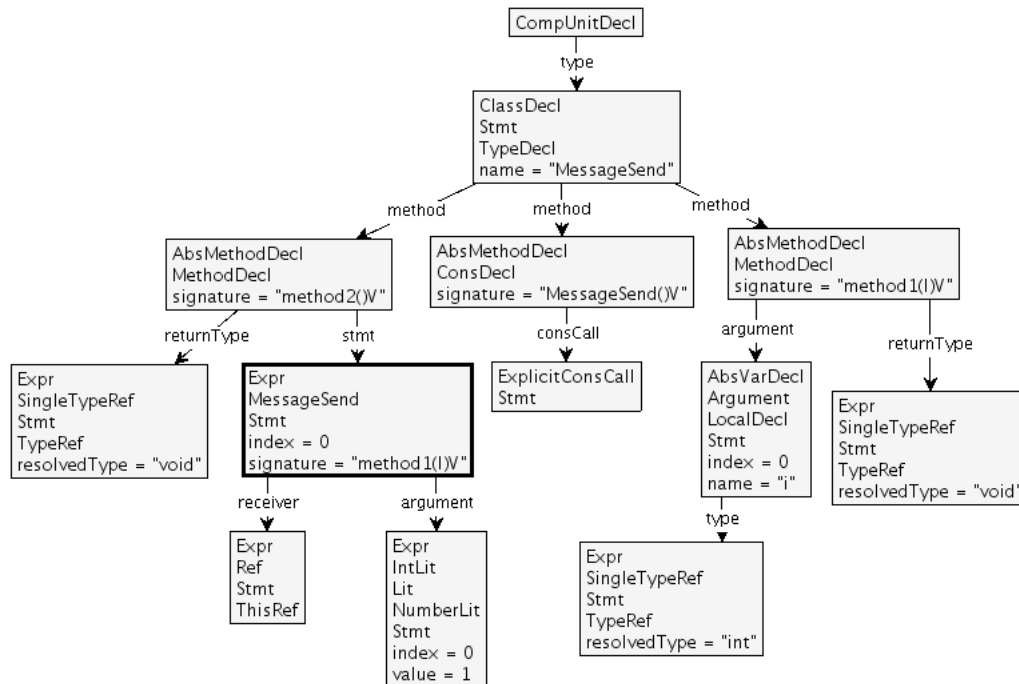 CompUnitDecl
type
ClassDecl
Stmt
TypeDecl
name = "MessageSend"
method
method
method
AbsMethodDecl
MethodDecl
signature = "method2()V"
AbsMethodDecl
ConsDecl
signature = "MessageSend()V"
AbsMethodDecl
MethodDecl
signature = "method1(I)V"
returnType
stmt
consCall
argument
returnType
Expr
SingleTypeRef
Stmt
TypeRef
resolvedType = "void"
Expr
MessageSend
Stmt
index = 0
signature = "method1(I)V"
ExplicitConsCall
Stmt
AbsVarDecl
Argument
LocalDecl
Stmt
index = 0
name = "i"
Expr
SingleTypeRef
Stmt
TypeRef
resolvedType = "void"
receiver
argument
type
Expr
Ref
Stmt
ThisRef
Expr
IntLit
Lit
NumberLit
Stmt
index = 0
value = 1
Expr
SingleTypeRef
Stmt
TypeRef
resolvedType = "int"